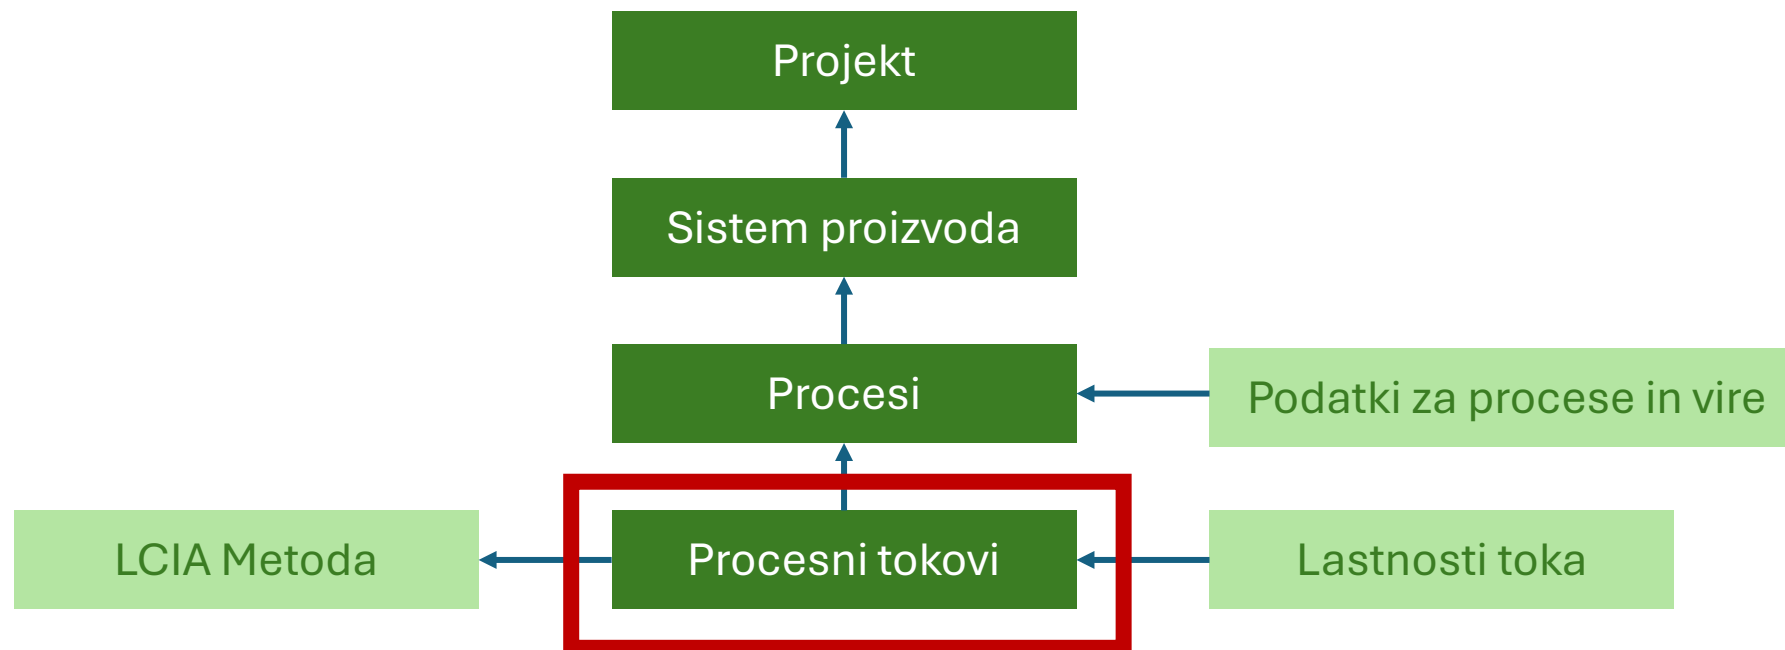 Projekt
Sistem proizvoda
Procesi
Podatki za procese in vire
LCIA Metoda
Procesni tokovi
Lastnosti toka